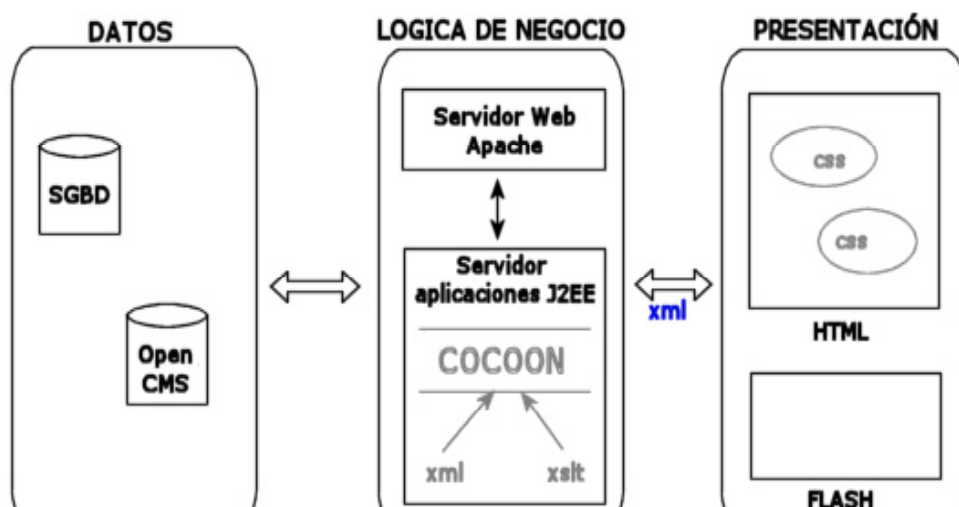 DATOS
SGBD
Open
CMS
LOGICA DE NEGOCIO
Servidor Web
Apache
Servidor
aplicaciones J2EE
COCOON
xml
xslt
xml
PRESENTACIÓN
css
css
HTML
FLASH